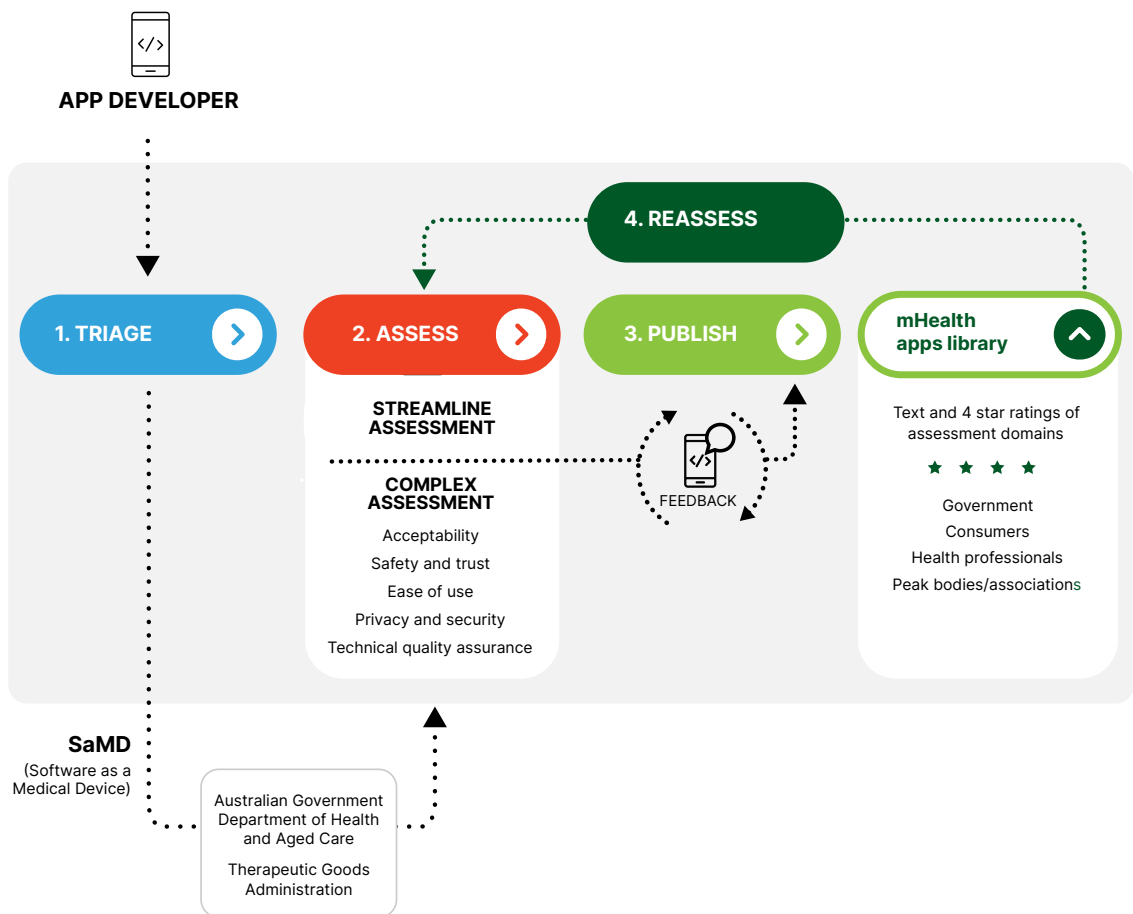 </>
APP DEVELOPER
4. REASSESS
1. TRIAGE
2. ASSESS
3. PUBLISH
mHealth
apps library
STREAMLINE
ASSESSMENT
COMPLEX
ASSESSMENT
Acceptability
Safety and trust
Ease of use
Privacy and security
Technical quality assurance
</>
FEEDBACK
Text and 4 star ratings of
assessment domains
Government
Consumers
Health professionals
Peak bodies/associations
SaMD
(Software as a
Medical Device)
Australian Government
Department of Health
and Aged Care
Therapeutic Goods
Administration